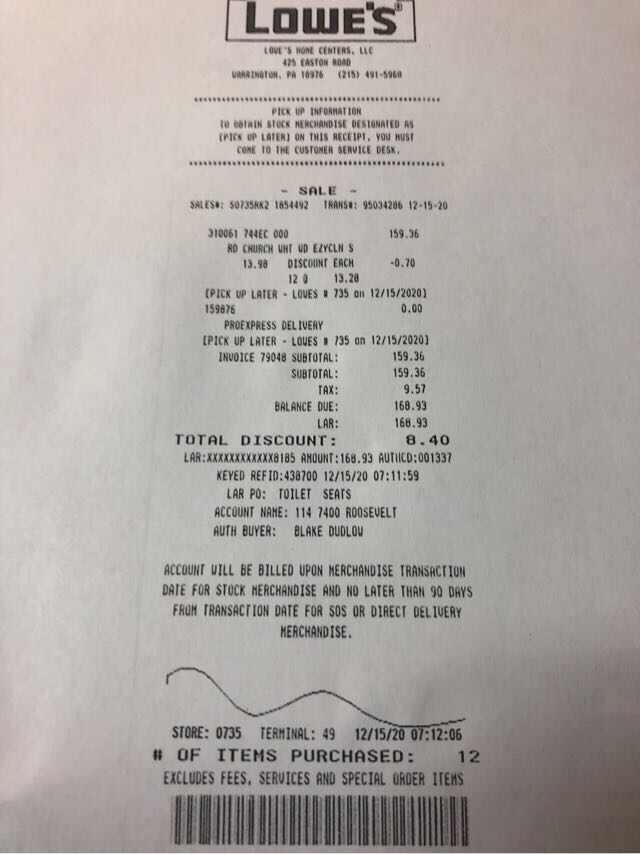 LOWE'S®
LOWE'S HOME CENTERS, LLC
425 EASTON ROAD
WARRINGTON, PA 18976 (215) 491-5960
PICK UP INFORMATION
TO OBTAIN STOCK MERCHANDISE DESIGNATED AS
[PICK UP LATER] ON THIS RECEIPT, YOU MUST
COME TO THE CUSTOMER SERVICE DESK.
- SALE -
SALES#: S0735RK2 1854492 TRANS#: 95034286 12-15-20
310061 744EC 000 159.36
RD CHURCH WHT WD EZYCLN S
13.98 DISCOUNT EACH -0.70
12 @ 13.28
[PICK UP LATER - LOWES # 735 on 12/15/2020]
159876 0.00
PROEXPRESS DELIVERY
[PICK UP LATER - LOWES # 735 on 12/15/2020]
INVOICE 79048 SUBTOTAL: 159.36
SUBTOTAL: 159.36
TAX: 9.57
BALANCE DUE: 168.93
LAR: 168.93
TOTAL DISCOUNT: 8.40
LAR:XXXXXXXXXXXX8185 AMOUNT:168.93 AUTHCD:001337
KEYED REFID:438700 12/15/20 07:11:59
LAR PO: TOILET SEATS
ACCOUNT NAME: 114 7400 ROOSEVELT
AUTH BUYER: BLAKE DUDLOW
ACCOUNT WILL BE BILLED UPON MERCHANDISE TRANSACTION
DATE FOR STOCK MERCHANDISE AND NO LATER THAN 90 DAYS
FROM TRANSACTION DATE FOR SOS OR DIRECT DELIVERY
MERCHANDISE.
STORE: 0735 TERMINAL: 49 12/15/20 07:12:06
# OF ITEMS PURCHASED: 12
EXCLUDES FEES, SERVICES AND SPECIAL ORDER ITEMS